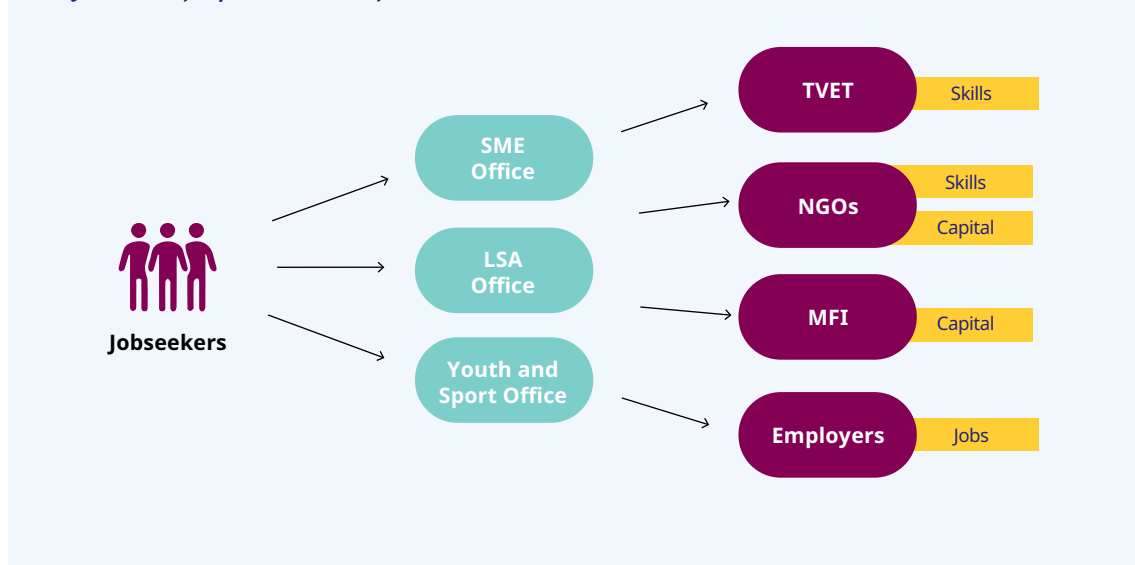 Jobseekers
SME
Office
LSA
Office
Youth and
Sport Office
TVET
Skills
NGOs
Skills
Capital
MFI
Capital
Employers
Jobs